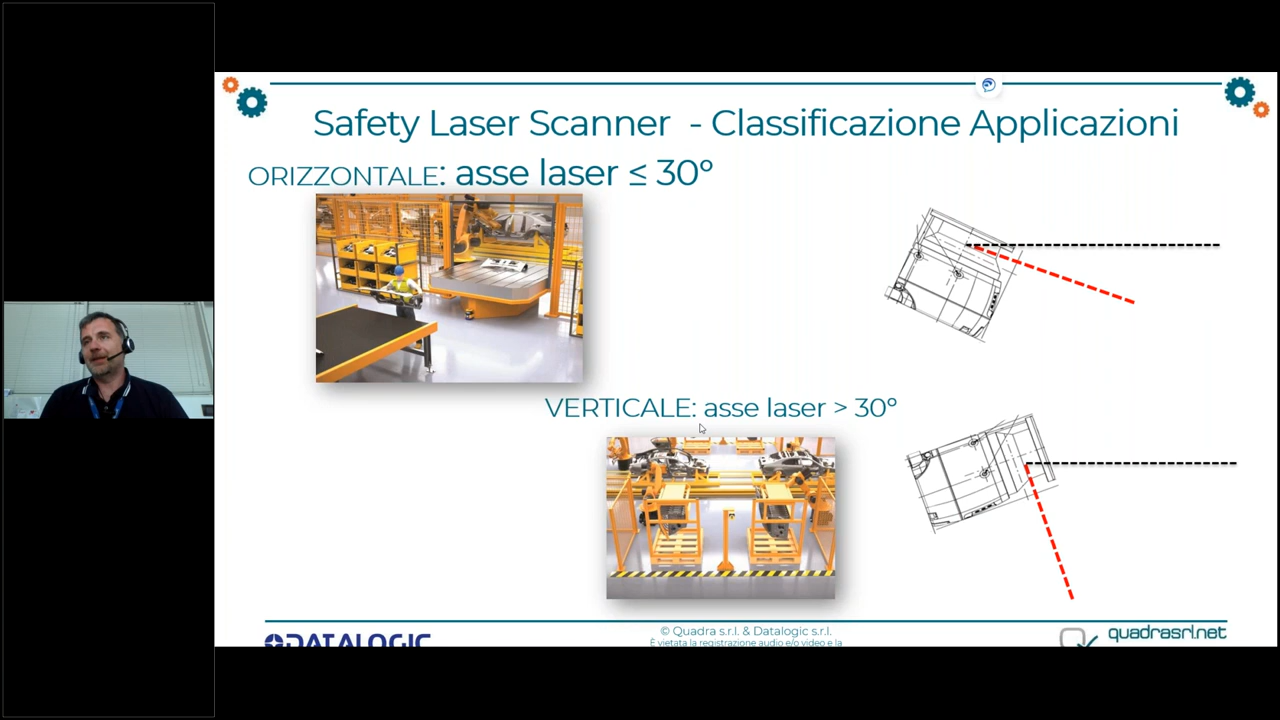 Safety Laser Scanner - Classificazione Applicazioni
ORIZZONTALE: asse laser ≤ 30°
VERTICALE: asse laser > 30°
© Quadra s.r.l. & Datalogic s.r.l.
È vietata la registrazione audio e/o video e la
DATALOGIC
quadrasrl.net